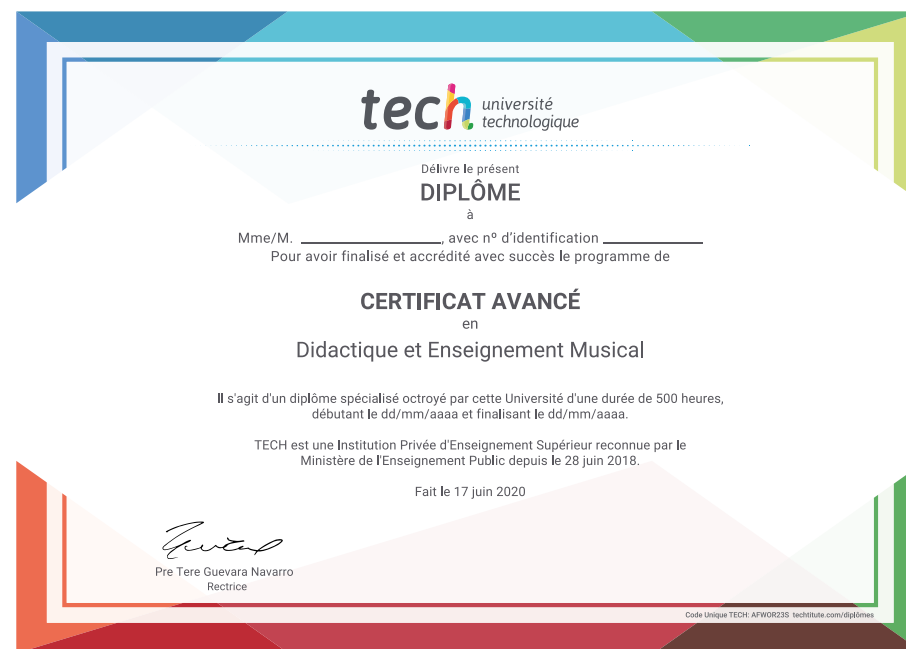 tech université
technologique
Délivre le présent
DIPLÔME
à
Mme/M. ____________________, avec nº d'identification ______________
Pour avoir finalisé et accrédité avec succès le programme de
CERTIFICAT AVANCÉ
en
Didactique et Enseignement Musical
Il s'agit d'un diplôme spécialisé octroyé par cette Université d'une durée de 500 heures,
débutant le dd/mm/aaaa et finalisant le dd/mm/aaaa.
TECH est une Institution Privée d'Enseignement Supérieur reconnue par le
Ministère de l'Enseignement Public depuis le 28 juin 2018.
Fait le 17 juin 2020
Pre Tere Guevara Navarro
Rectrice
Code Unique TECH: AFWOR23S techtitute.com/diplômes